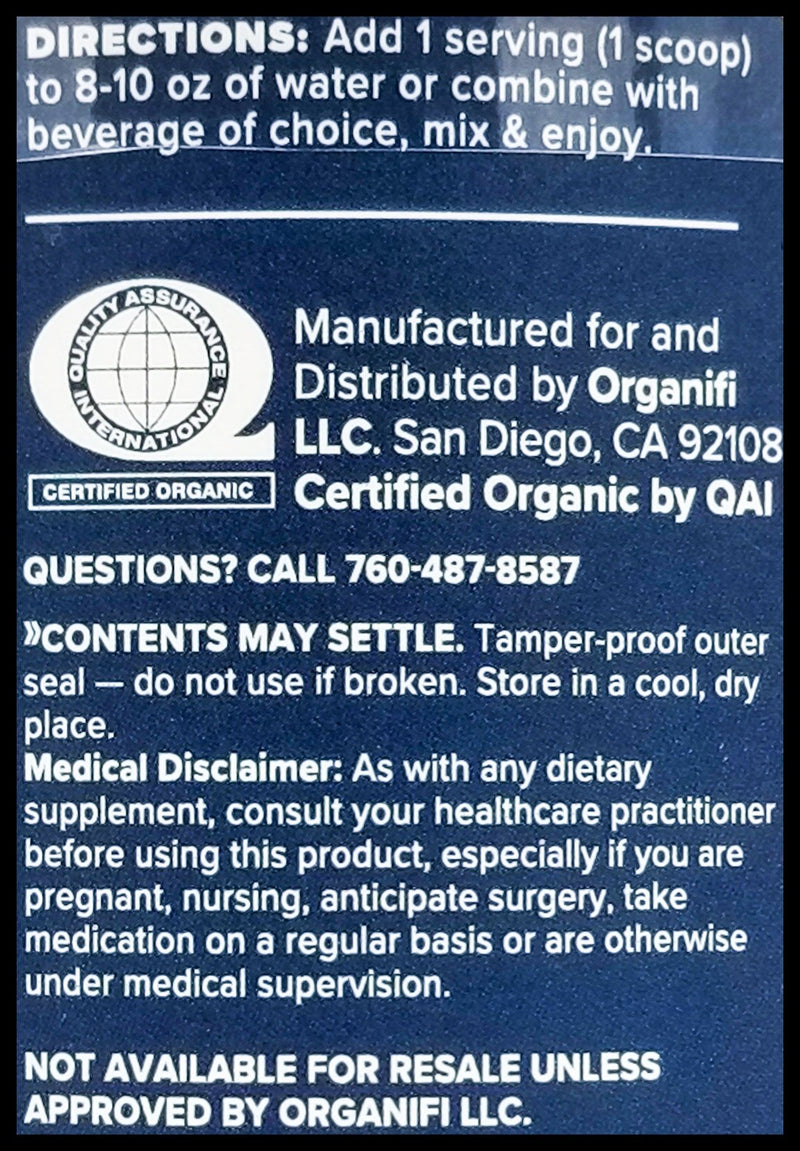 DIRECTIONS: Add 1 serving (1 scoop)
to 8-10 oz of water or combine with
beverage of choice, mix & enjoy.
QUALITY ASSURANCE
INTERNATIONAL
CERTIFIED ORGANIC
Manufactured for and
Distributed by Organifi
LLC. San Diego, CA 92108
Certified Organic by QAI
QUESTIONS? CALL 760-487-8587
»CONTENTS MAY SETTLE. Tamper-proof outer
seal — do not use if broken. Store in a cool, dry
place.
Medical Disclaimer: As with any dietary
supplement, consult your healthcare practitioner
before using this product, especially if you are
pregnant, nursing, anticipate surgery, take
medication on a regular basis or are otherwise
under medical supervision.
NOT AVAILABLE FOR RESALE UNLESS
APPROVED BY ORGANIFI LLC.